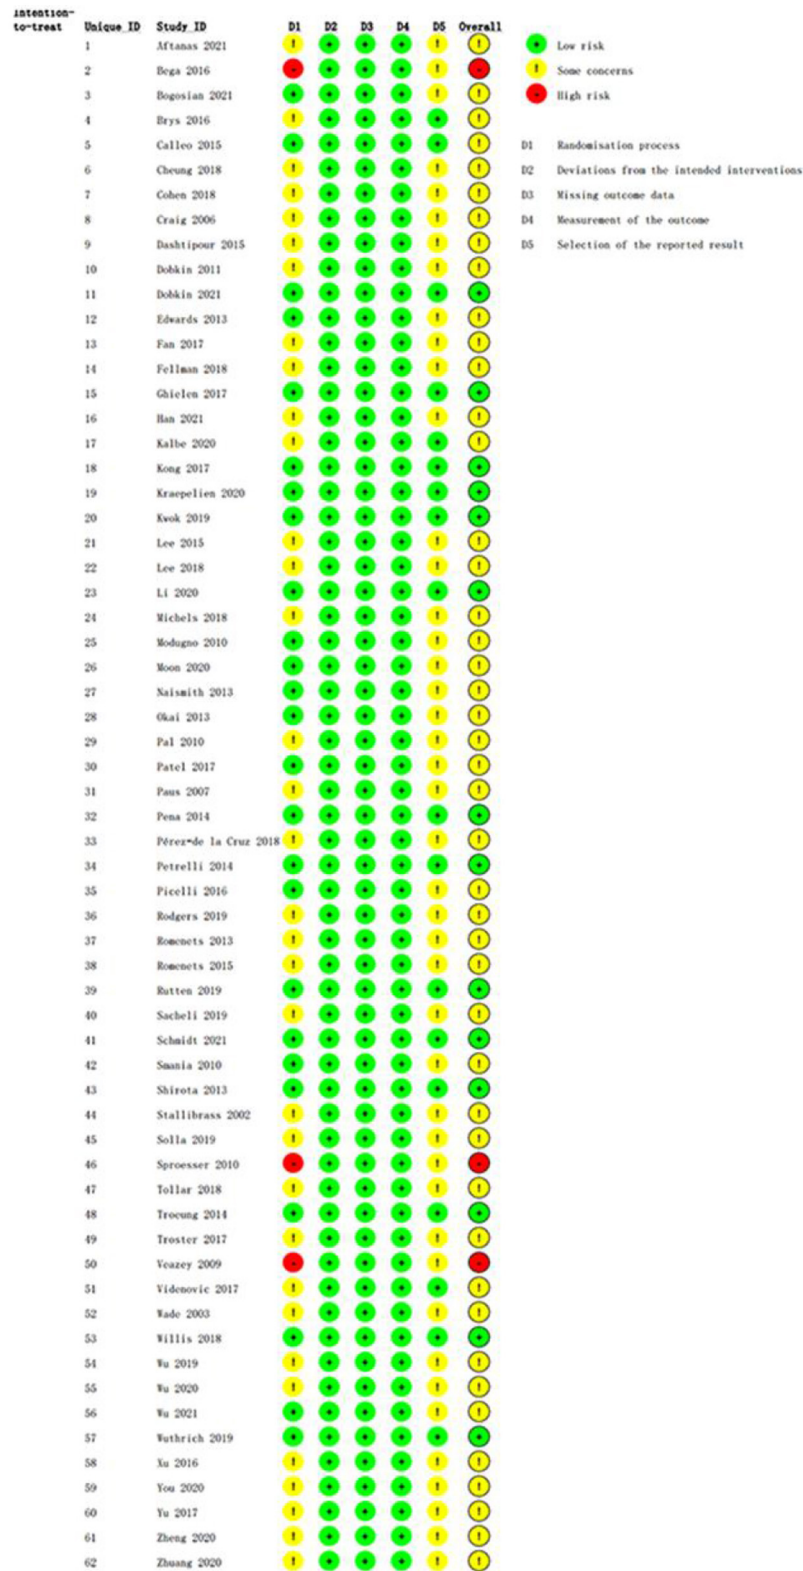 Intention-
to-treat Unique ID Study ID D1 D2 D3 D4 D5 Overall
1 Aftanas 2021 ! + + + ! !
2 Bega 2016 - + + + ! -
3 Bogosian 2021 + + + + ! !
4 Brys 2016 ! + + + + !
5 Calleo 2015 + + + + + !
6 Cheung 2018 ! + + + ! !
7 Cohen 2018 ! + + + ! !
8 Craig 2006 ! + + + ! !
9 Dashtipour 2015 ! + + + ! !
10 Dobkin 2011 ! + + + ! !
11 Dobkin 2021 + + + + + +
12 Edwards 2013 + + + + ! !
13 Fan 2017 ! + + + ! !
14 Fellman 2018 ! + + + ! !
15 Ghielen 2017 + + + + + +
16 Han 2021 ! + + + ! !
17 Kalbe 2020 ! + + + + !
18 Kong 2017 + + + + + +
19 Kraepelien 2020 + + + + + +
20 Kwok 2019 + + + + + +
21 Lee 2015 ! + + + ! !
22 Lee 2018 ! + + + ! !
23 Li 2020 + + + + + +
24 Michels 2018 ! + + + ! !
25 Modugno 2010 + + + + ! !
26 Moon 2020 + + + + ! !
27 Naismith 2013 + + + + ! !
28 Okai 2013 + + + + ! !
29 Pal 2010 ! + + + ! !
30 Patel 2017 + + + + ! !
31 Paus 2007 ! + + + ! !
32 Pena 2014 + + + + + +
33 Pérez-de la Cruz 2018 ! + + + ! !
34 Petrelli 2014 + + + + + +
35 Picelli 2016 + + + + ! !
36 Rodgers 2019 ! + + + ! !
37 Romenets 2013 ! + + + ! !
38 Romenets 2015 ! + + + ! !
39 Rutten 2019 + + + + + +
40 Sacheli 2019 ! + + + ! !
41 Schmidt 2021 + + + + + +
42 Smania 2010 + + + + ! !
43 Shirota 2013 + + + + + +
44 Stallibrass 2002 ! + + + ! !
45 Solla 2019 ! + + + ! !
46 Sproesser 2010 - + + + ! -
47 Tollar 2018 ! + + + ! !
48 Troeung 2014 + + + + + +
49 Troster 2017 ! + + + ! !
50 Veazey 2009 - + + + ! -
51 Videnovic 2017 ! + + + + !
52 Wade 2003 ! + + + ! !
53 Willis 2018 + + + + + +
54 Wu 2019 ! + + + ! !
55 Wu 2020 ! + + + ! !
56 Wu 2021 + + + + ! !
57 Wuthrich 2019 + + + + + +
58 Xu 2016 ! + + + ! !
59 You 2020 ! + + + ! !
60 Yu 2017 ! + + + ! !
61 Zheng 2020 ! + + + ! !
62 Zhuang 2020 ! + + + ! !
+ Low risk
! Some concerns
- High risk
D1 Randomisation process
D2 Deviations from the intended interventions
D3 Missing outcome data
D4 Measurement of the outcome
D5 Selection of the reported result